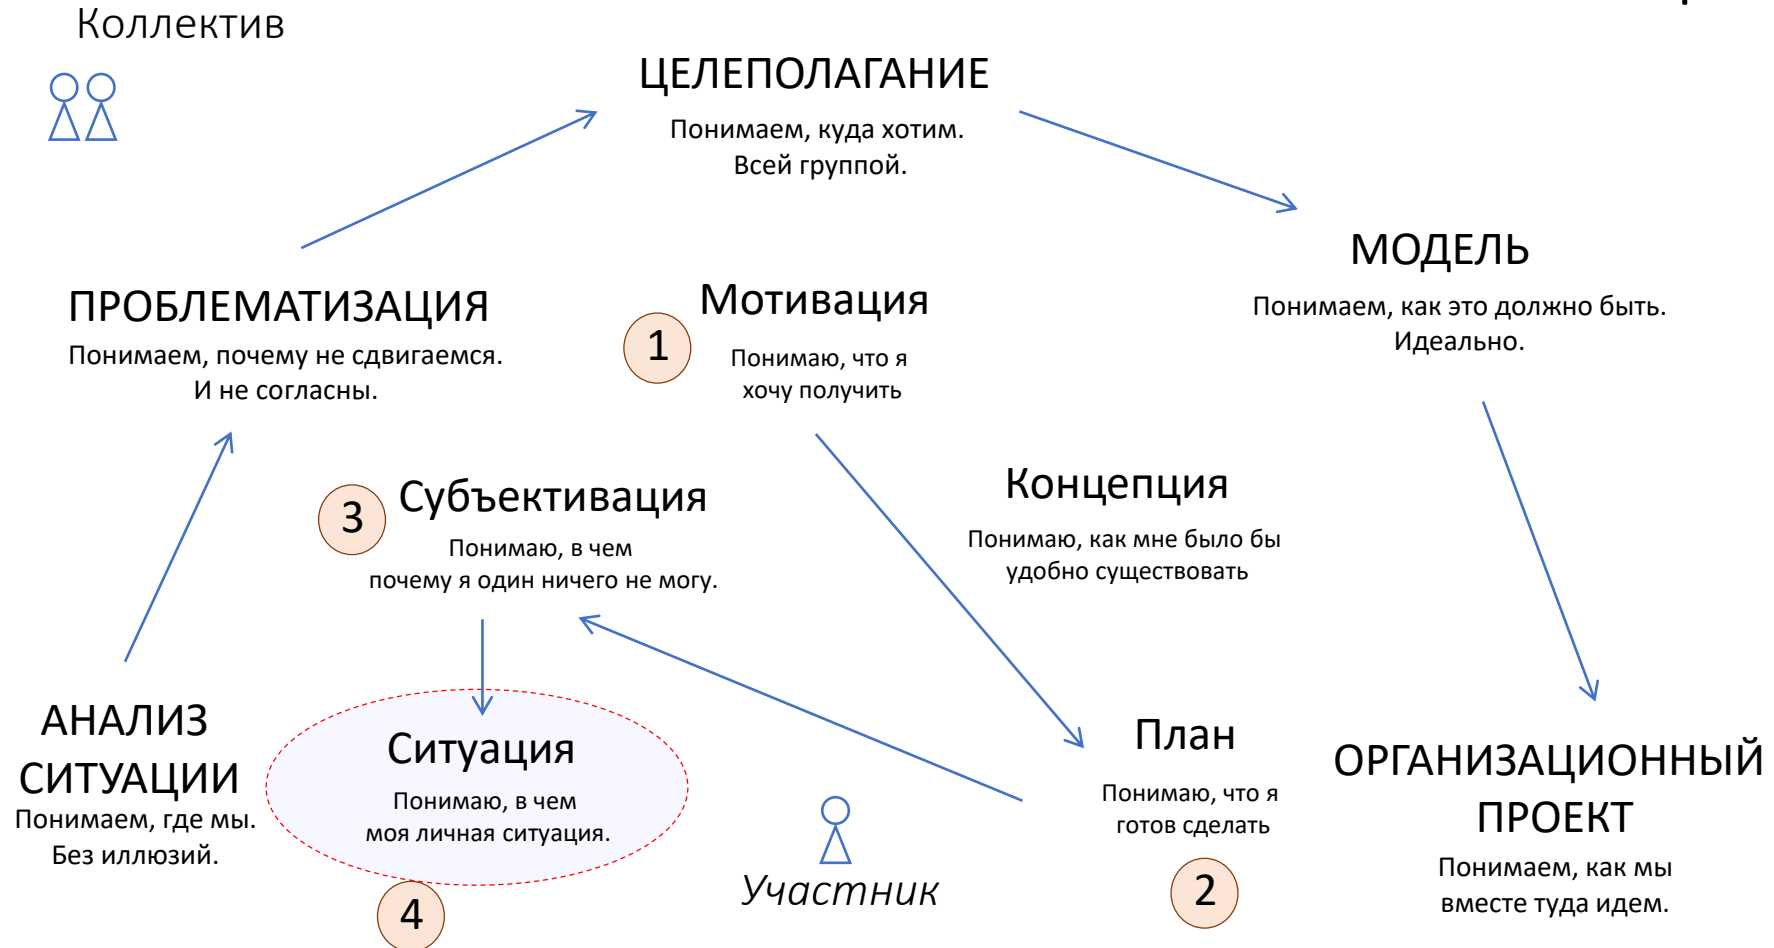 Коллектив
ЦЕЛЕПОЛАГАНИЕ
Понимаем, куда хотим.
Всей группой.
МОДЕЛЬ
Понимаем, как это должно быть.
Идеально.
ПРОБЛЕМАТИЗАЦИЯ
Понимаем, почему не сдвигаемся.
И не согласны.
Мотивация
1
Понимаю, что я
хочу получить
3
Субъективация
Понимаю, в чем
почему я один ничего не могу.
Концепция
Понимаю, как мне было бы
удобно существовать
АНАЛИЗ
СИТУАЦИИ
Понимаем, где мы.
Без иллюзий.
Ситуация
Понимаю, в чем
моя личная ситуация.
4
Участник
План
Понимаю, что я
готов сделать
2
ОРГАНИЗАЦИОННЫЙ
ПРОЕКТ
Понимаем, как мы
вместе туда идем.